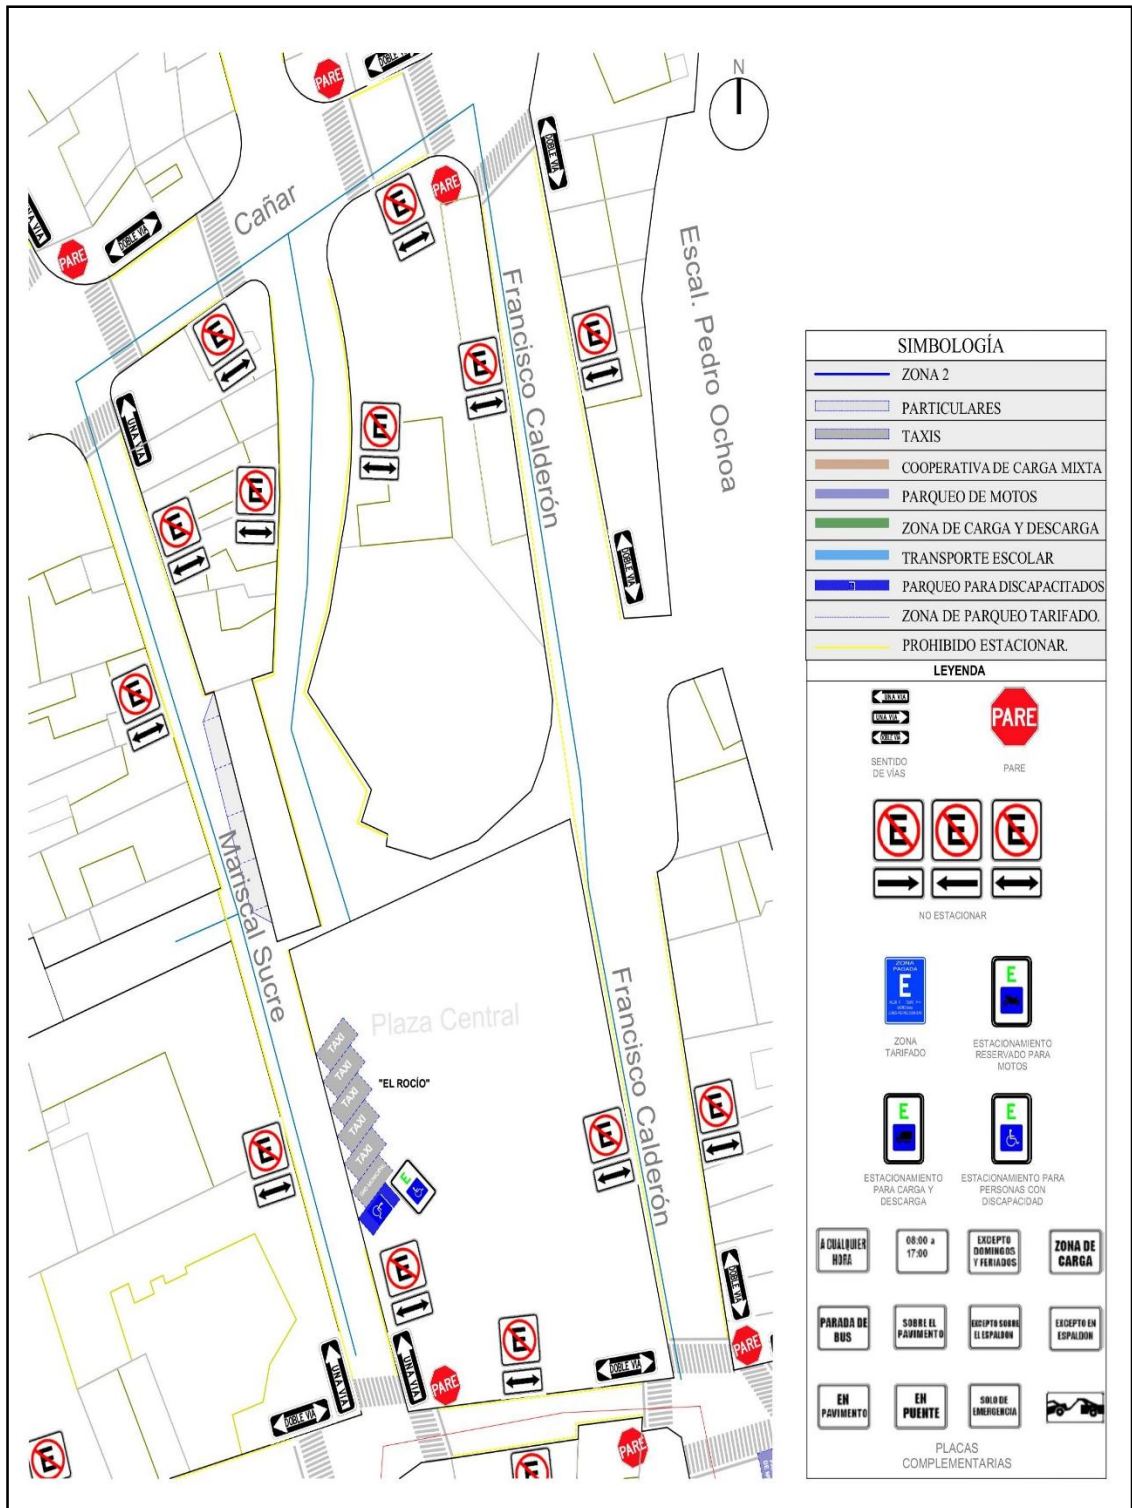 N
PARE
DOBLE VIA
DOBLE VIA
PARE
E
UNA VIA
PARE
DOBLE VIA
Cañar
Francisco Calderón
Escal. Pedro Ochoa
E
E
E
E
UNA VIA
E
E
DOBLE VIA
E
Mariscal Sucre
Plaza Central
"EL ROCÍO"
TAXI
TAXI
TAXI
TAXI
TAXI
E
Francisco Calderón
E
E
E
E
E
DOBLE VIA
UNA VIA
UNA VIA
PARE
DOBLE VIA
PARE
DOBLE VIA
PARE
E
E
SIMBOLOGÍA
ZONA 2
PARTICULARES
TAXIS
COOPERATIVA DE CARGA MIXTA
PARQUEO DE MOTOS
ZONA DE CARGA Y DESCARGA
TRANSPORTE ESCOLAR
PARQUEO PARA DISCAPACITADOS
ZONA DE PARQUEO TARIFADO.
PROHIBIDO ESTACIONAR.
LEYENDA
UNA VIA
UNA VIA
DOBLE VIA
PARE
SENTIDO
DE VÍAS
PARE
E E E
NO ESTACIONAR
ZONA
PAGADA
E
E
ZONA
TARIFADO
ESTACIONAMIENTO
RESERVADO PARA
MOTOS
E
E
ESTACIONAMIENTO
PARA CARGA Y
DESCARGA
ESTACIONAMIENTO PARA
PERSONAS CON
DISCAPACIDAD
A CUALQUIER
HORA
08:00 a
17:00
EXCEPTO
DOMINGOS
Y FERIADOS
ZONA DE
CARGA
PARADA DE
BUS
SOBRE EL
PAVIMENTO
EXCEPTO SOBRE
EL ESPALDON
EXCEPTO EN
ESPALDON
EN
PAVIMENTO
EN
PUENTE
SOLO DE
EMERGENCIA
PLACAS
COMPLEMENTARIAS